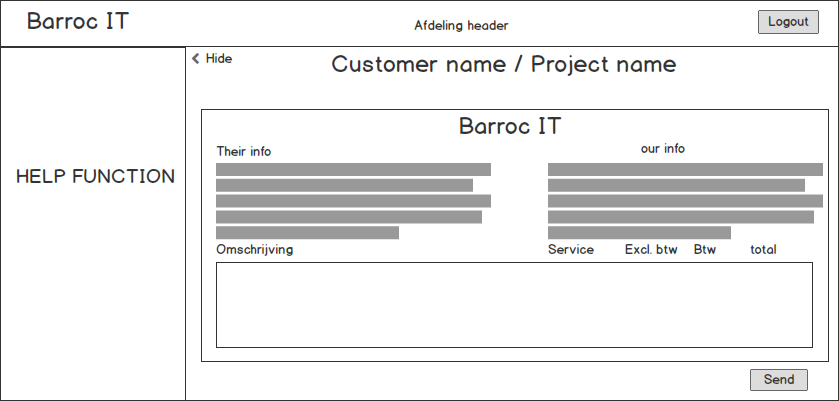 Barroc IT
Afdeling header
Logout
Hide
Customer name / Project name
HELP FUNCTION
Barroc IT
Their info
our info
Omschrijving
Service Excl. btw Btw total
Send